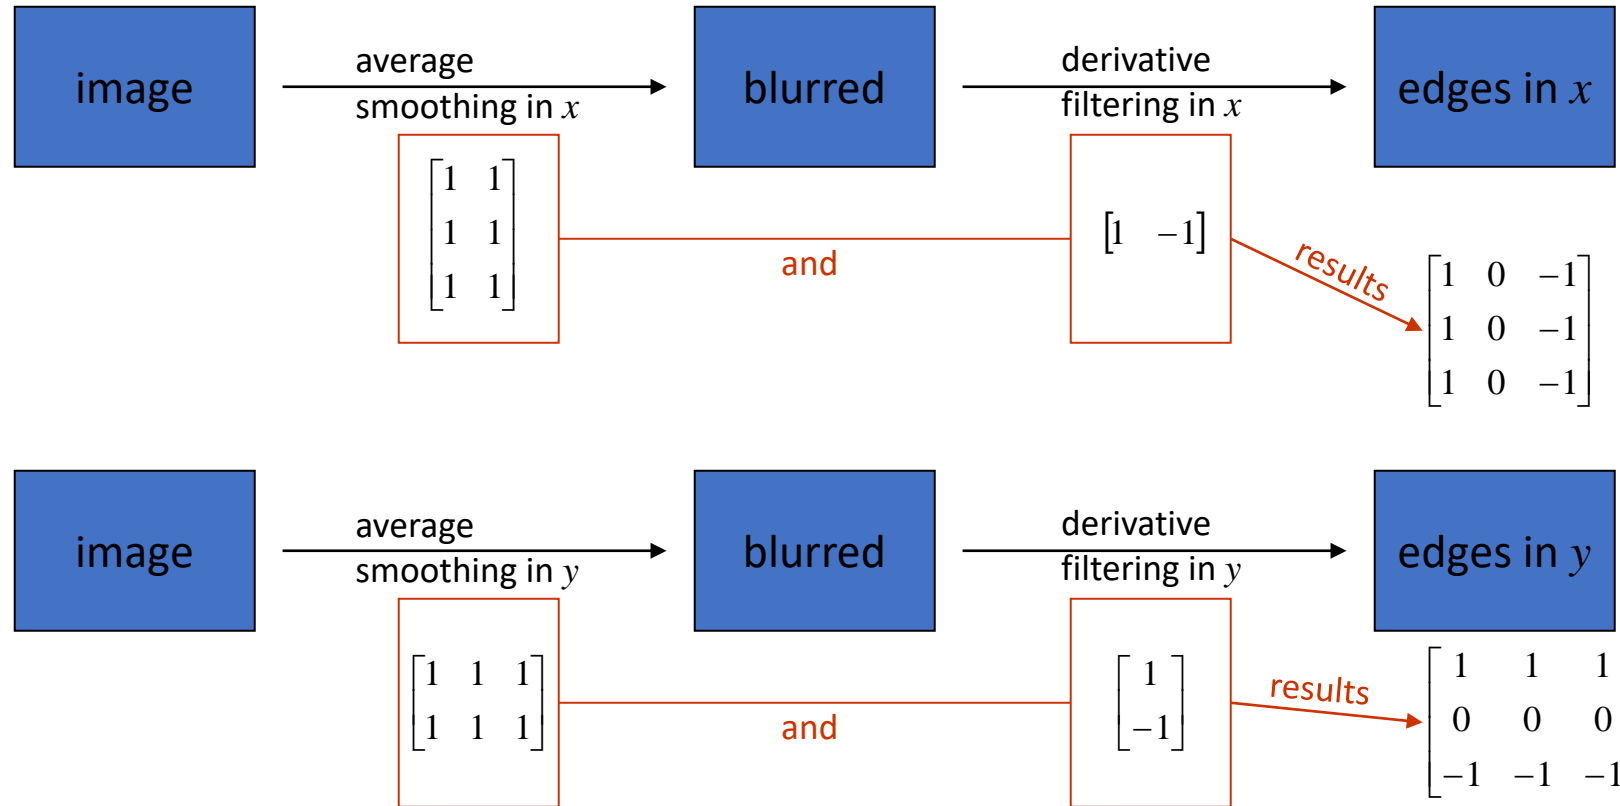 image
average
smoothing in x
blurred
derivative
filtering in x
edges in x
1 1
1 1
1 1
and
[1 −1]
results
1 0 −1
1 0 −1
1 0 −1
image
average
smoothing in y
blurred
derivative
filtering in y
edges in y
1 1 1
1 1 1
and
1
−1
results
1 1 1
0 0 0
−1 −1 −1